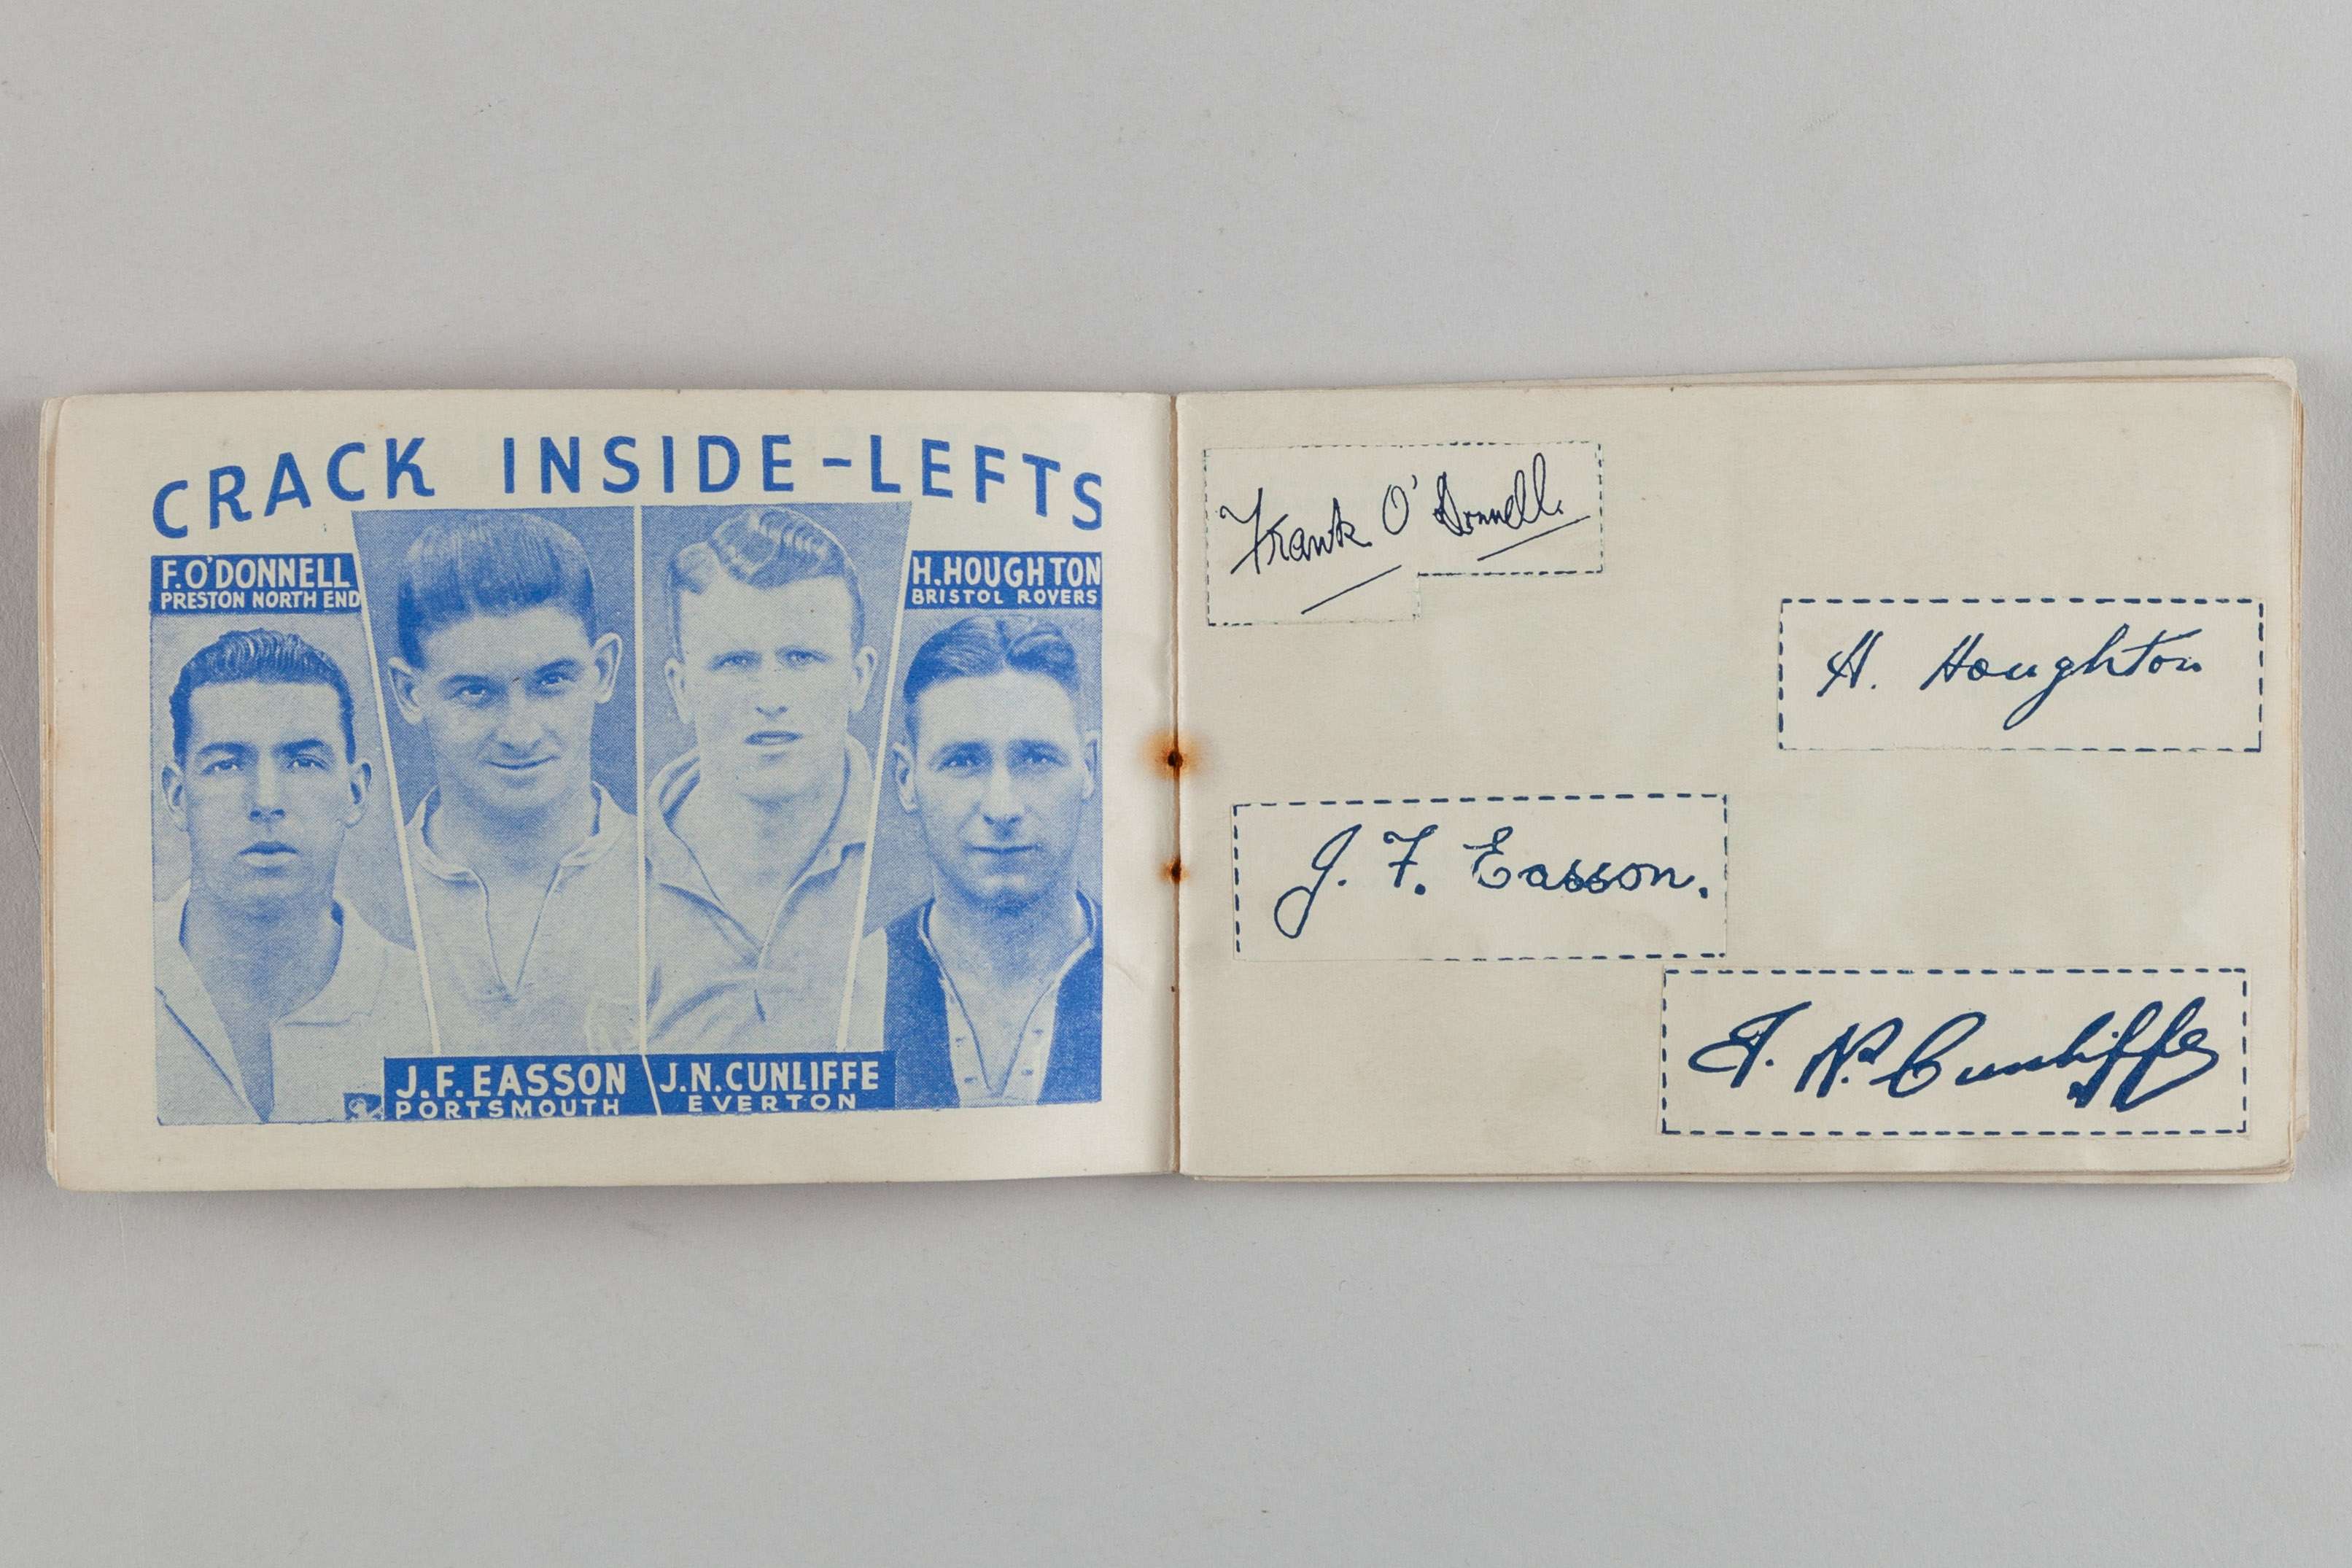 CRACK INSIDE-LEFTS
F. O'DONNELL
PRESTON NORTH END
H. HOUGHTON
BRISTOL ROVERS
J. F. EASSON
PORTSMOUTH
J. N. CUNLIFFE
EVERTON
Frank O'Donnell.
H. Houghton
J. F. Easson.
J. N. Cunliffe